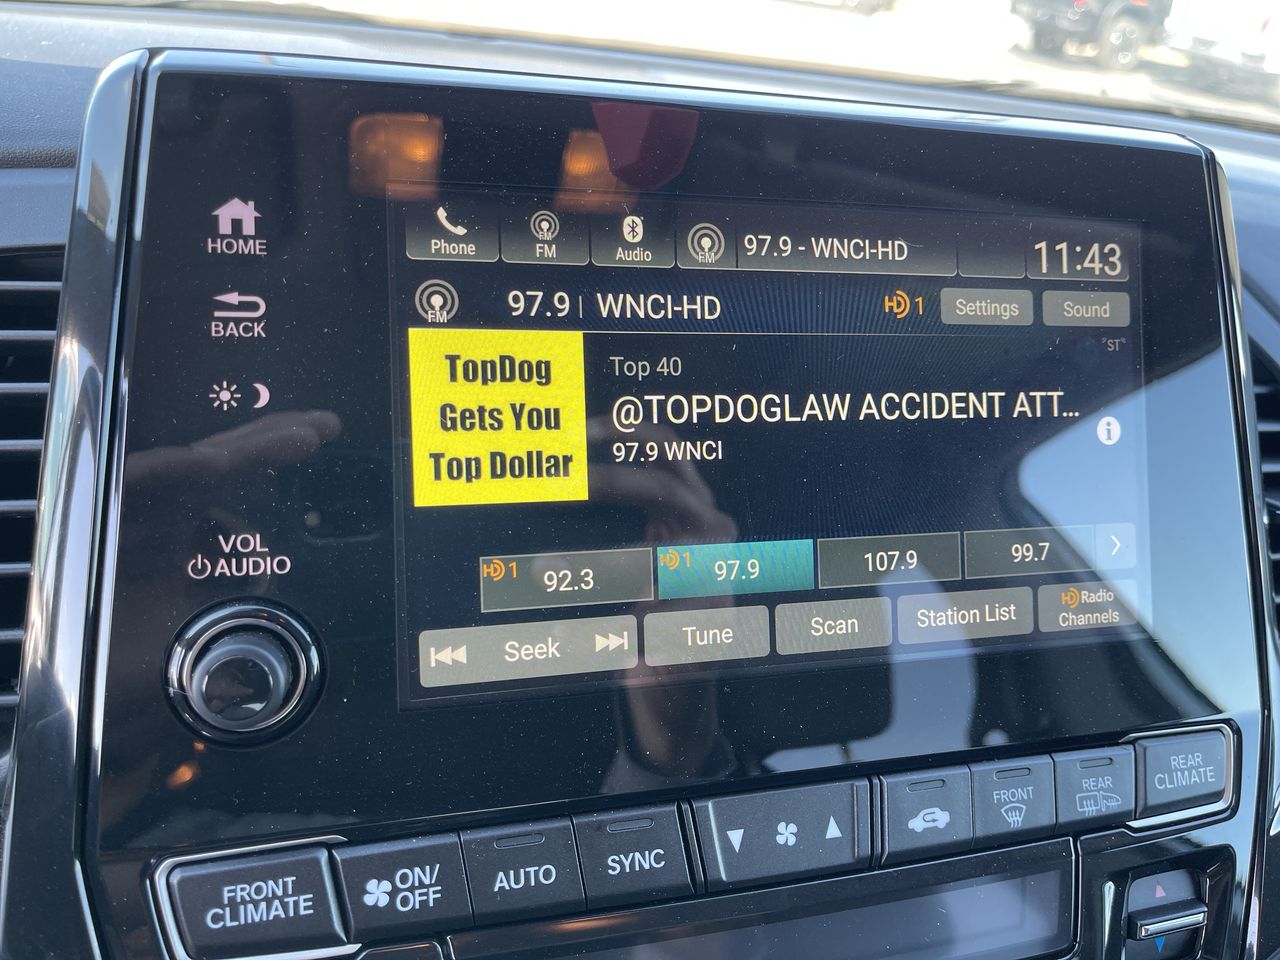 HOME
BACK
VOL
AUDIO
Phone
FM
Audio
FM
97.9 - WNCI-HD
11:43
FM
97.9 | WNCI-HD
HD 1
Settings
Sound
"ST"
TopDog
Gets You
Top Dollar
Top 40
@TOPDOGLAW ACCIDENT ATT...
97.9 WNCI
i
HD 1 92.3
HD 1 97.9
107.9
99.7
Seek
Tune
Scan
Station List
HD Radio
Channels
FRONT
CLIMATE
ON/
OFF
AUTO
SYNC
FRONT
REAR
REAR
CLIMATE